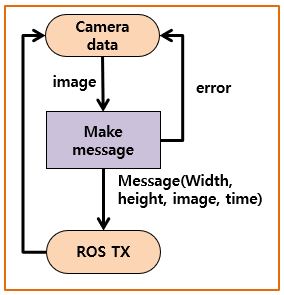 Camera
data
image
error
Make
message
Message(Width,
height, image, time)
ROS TX